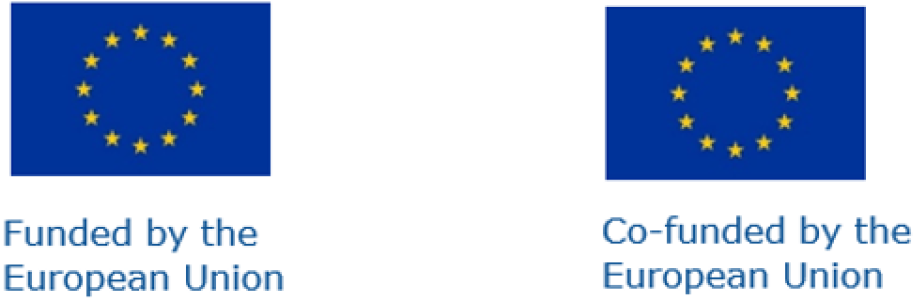 Funded by the
European Union
Co-funded by the
European Union